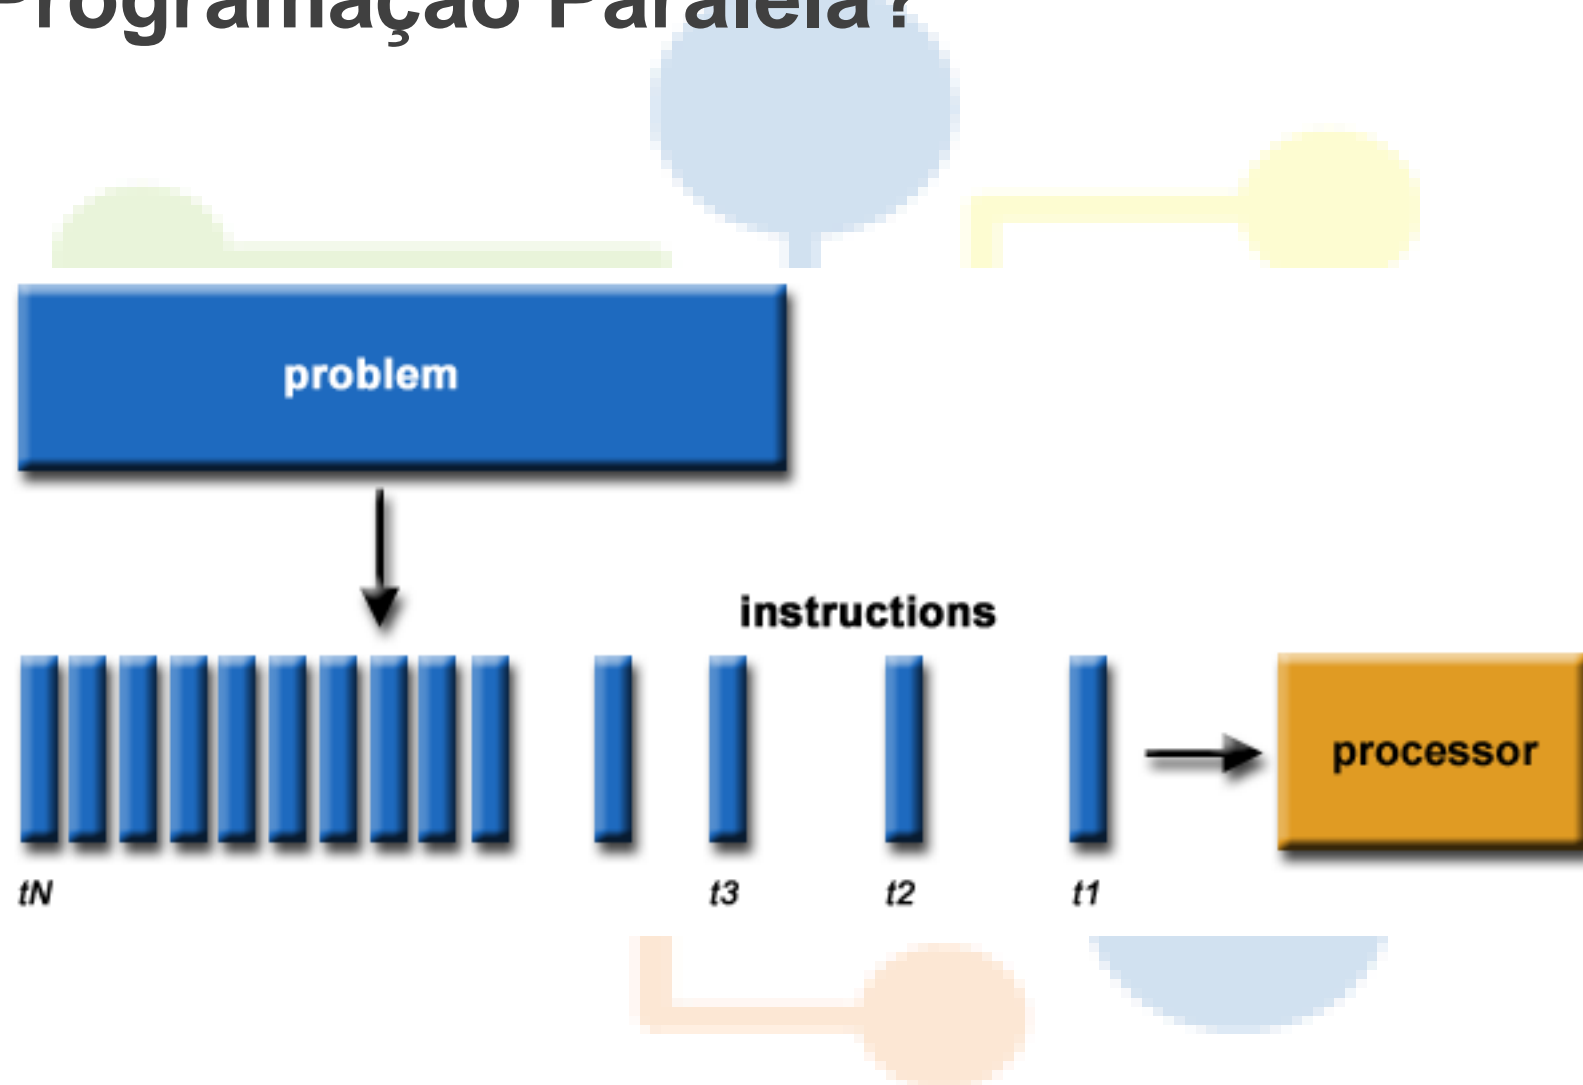 Programação Paralela?
problem
instructions
processor
tN
t3
t2
t1